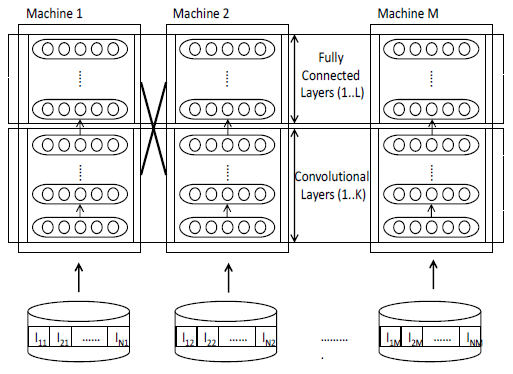 Machine 1
Machine 2
Machine M
Fully
Connected
Layers (1..L)
Convolutional
Layers (1..K)
I11 I21 ...... IN1
I12 I22 ...... IN2
.........
.
I1M I2M ...... INM